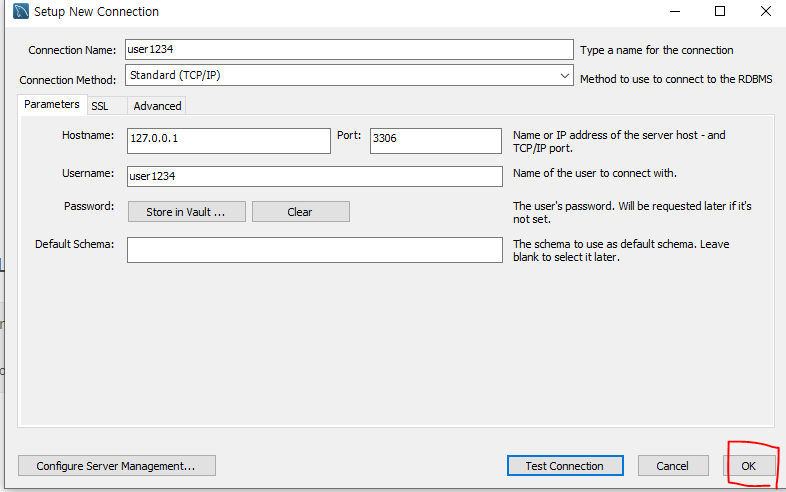 Setup New Connection
Connection Name: user1234 Type a name for the connection
Connection Method: Standard (TCP/IP) Method to use to connect to the RDBMS
Parameters SSL Advanced
Hostname: 127.0.0.1 Port: 3306 Name or IP address of the server host - and
TCP/IP port.
Username: user1234 Name of the user to connect with.
Password: Store in Vault ... Clear The user's password. Will be requested later if it's
not set.
Default Schema: The schema to use as default schema. Leave
blank to select it later.
Configure Server Management... Test Connection Cancel OK